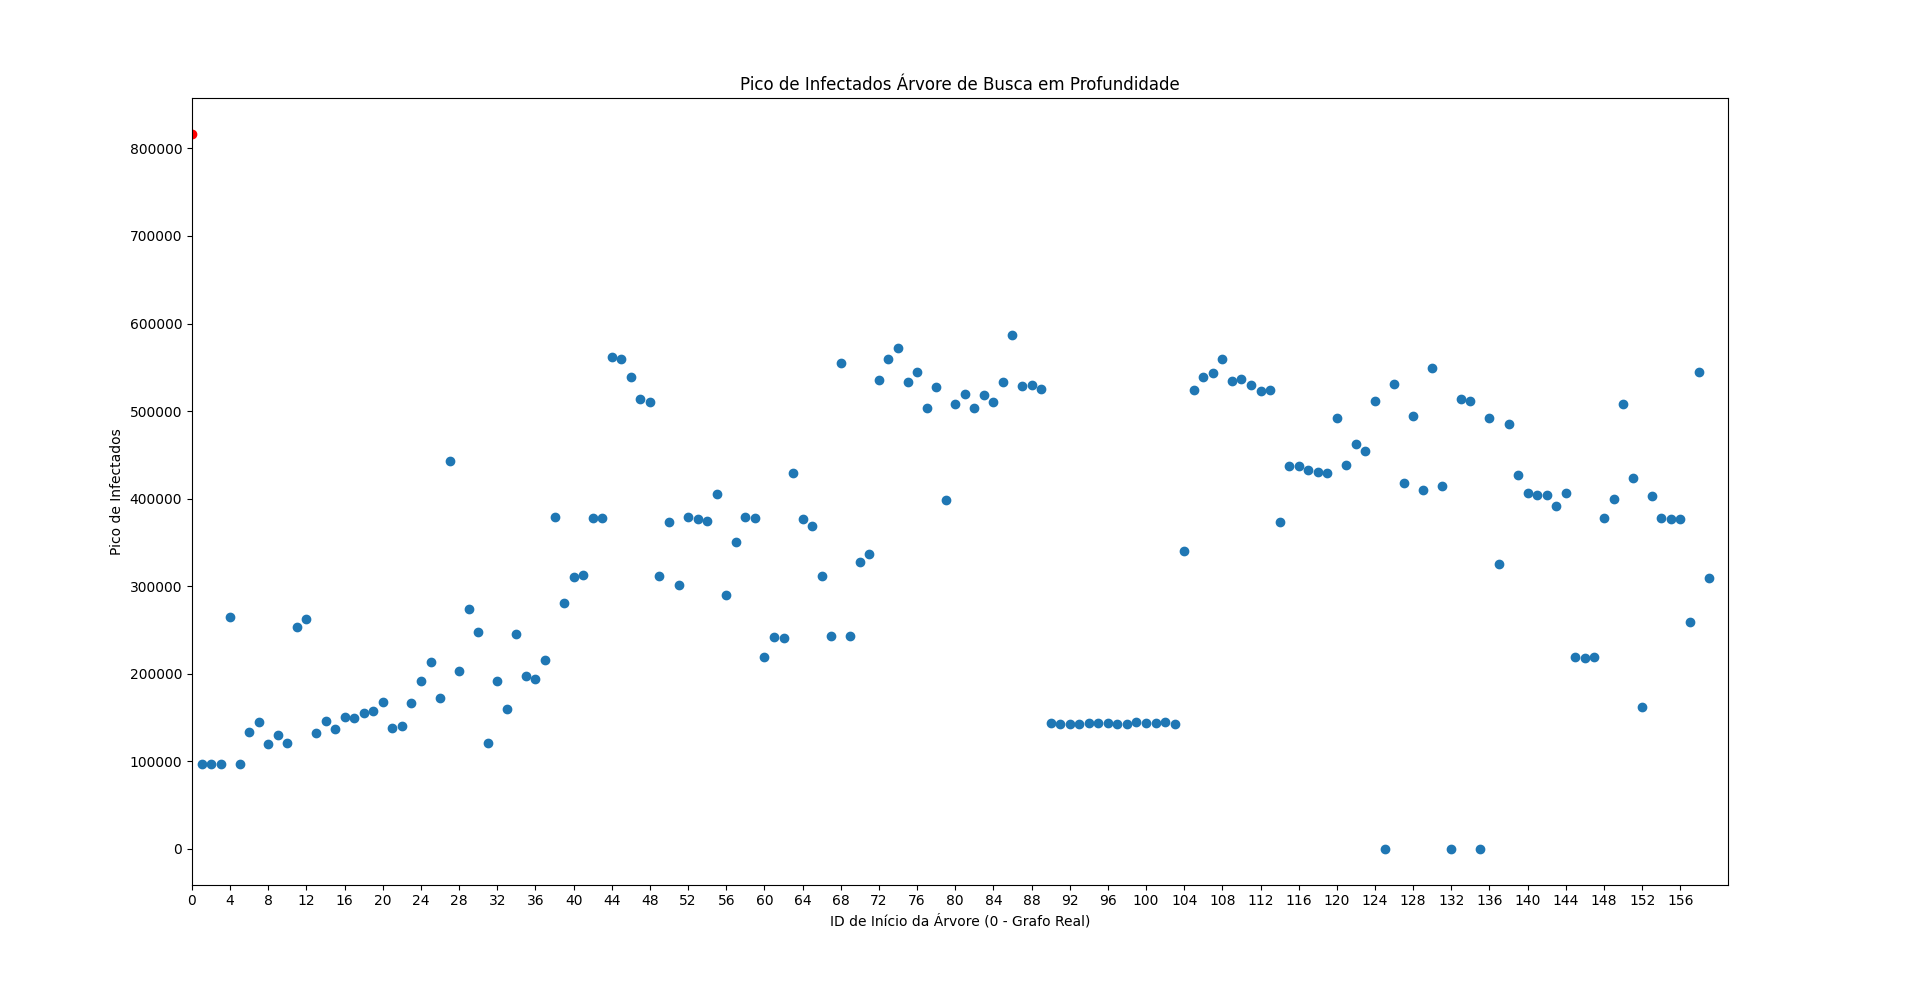 Pico de Infectados Árvore de Busca em Profundidade
800000
700000
600000
500000
400000
300000
200000
100000
0
Pico de Infectados
0 4 8 12 16 20 24 28 32 36 40 44 48 52 56 60 64 68 72 76 80 84 88 92 96 100 104 108 112 116 120 124 128 132 136 140 144 148 152 156
ID de Início da Árvore (0 - Grafo Real)